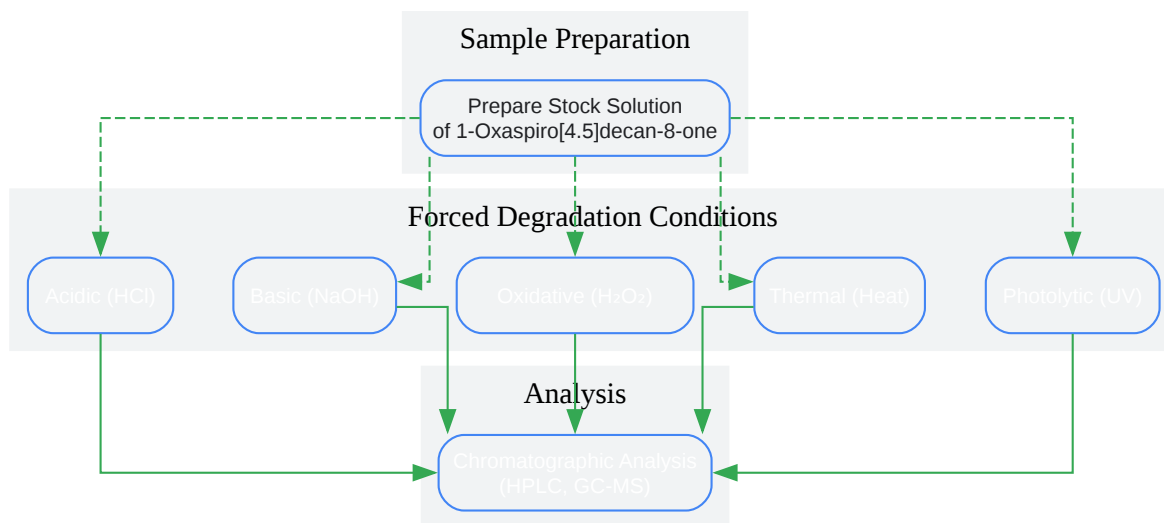 Sample Preparation
Prepare Stock Solution
of 1-Oxaspiro[4.5]decan-8-one
Forced Degradation Conditions
Acidic (HCl)
Basic (NaOH)
Oxidative (H₂O₂)
Thermal (Heat)
Photolytic (UV)
Analysis
Chromatographic Analysis
(HPLC, GC-MS)